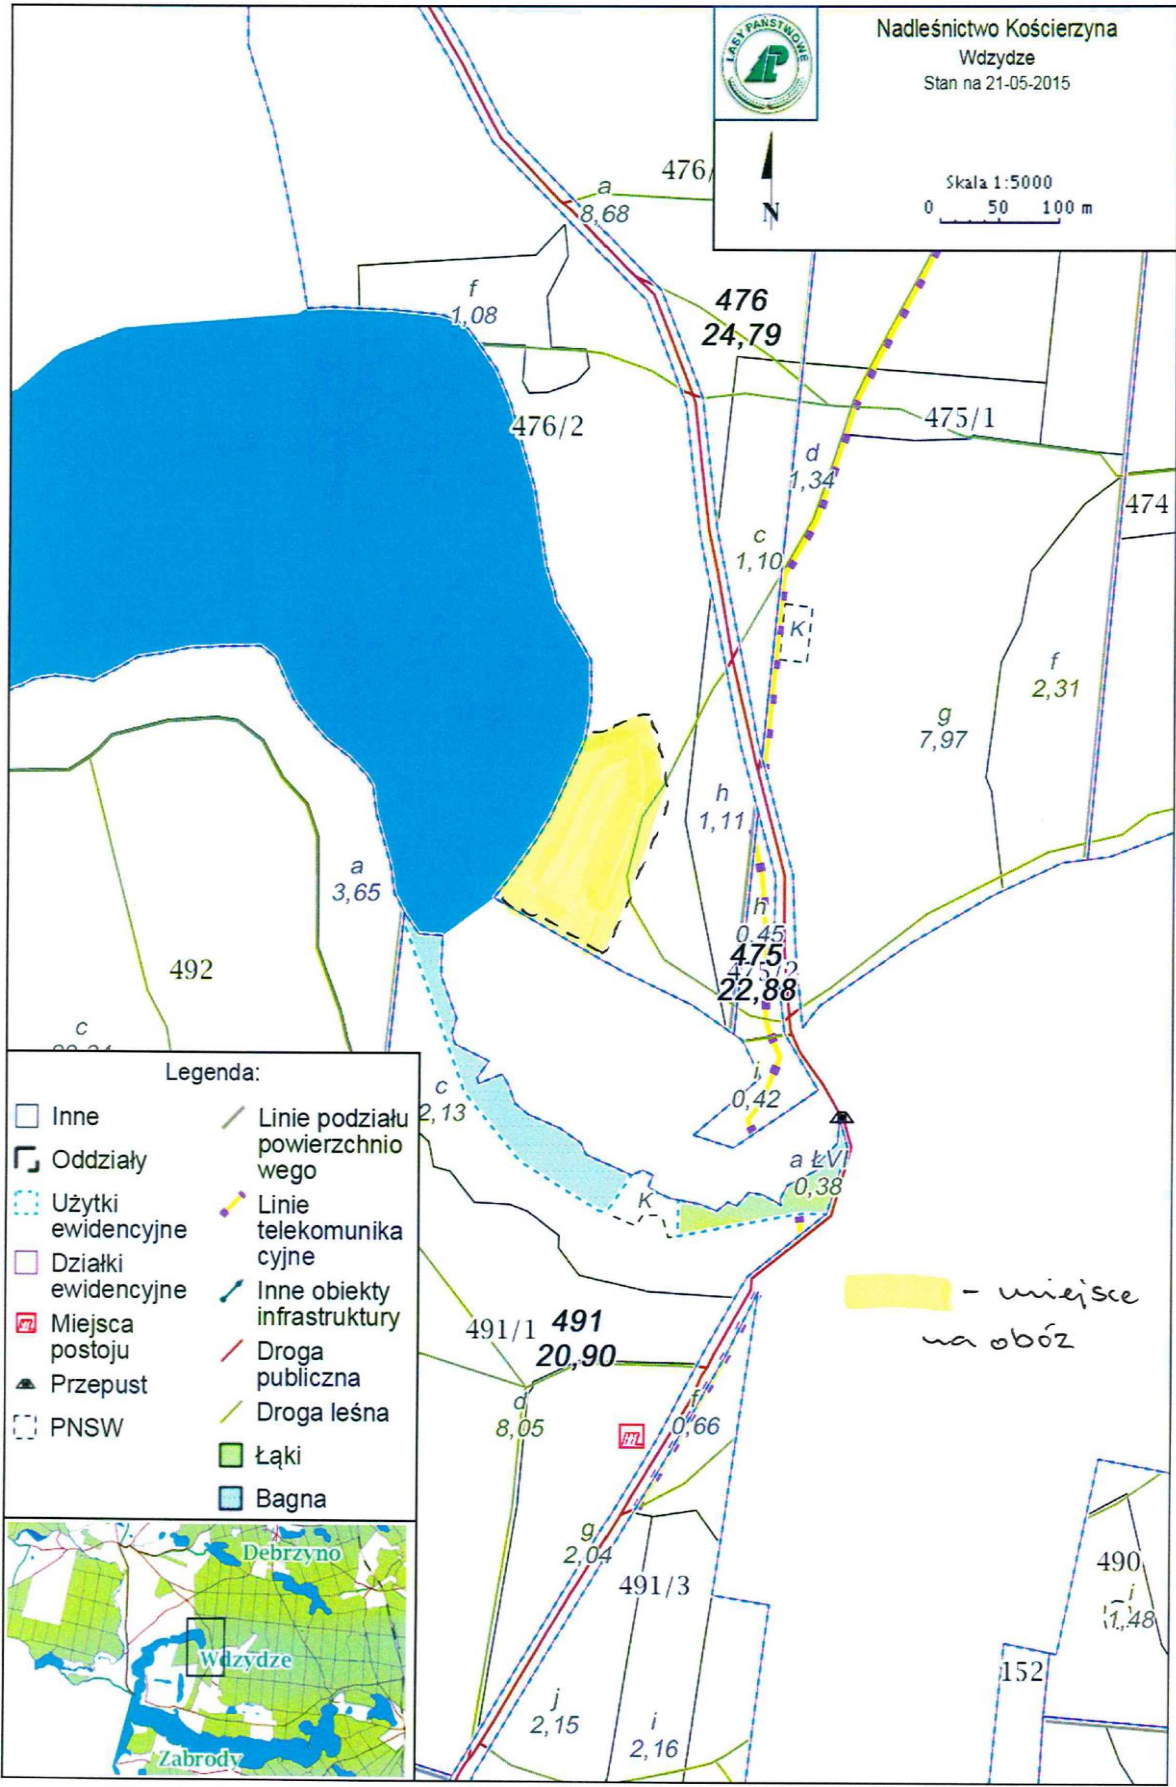 LASY PAŃSTWOWE
LP
Nadleśnictwo Kościerzyna
Wdzydze
Stan na 21-05-2015
N
Skala 1:5000
0 50 100 m
476/
a
8,68
f
1,08
476
24,79
476/2
475/1
d
1,34
474
c
1,10
K
f
2,31
g
7,97
h
1,11
a
3,65
h
0,45
475
22,88
492
c
i
0,42
c
2,13
a ŁV
0,38
K
Legenda:
Inne
Oddziały
Użytki
ewidencyjne
Działki
ewidencyjne
Miejsca
postoju
Przepust
PNSW
Linie podziału
powierzchnio
wego
Linie
telekomunika
cyjne
Inne obiekty
infrastruktury
Droga
publiczna
Droga leśna
Łąki
Bagna
- miejsce
na obóz
491/1
491
20,90
d
8,05
f
0,66
g
2,04
491/3
490
i
1,48
152
j
2,15
i
2,16
Debrzyno
Wdzydze
Zabrody